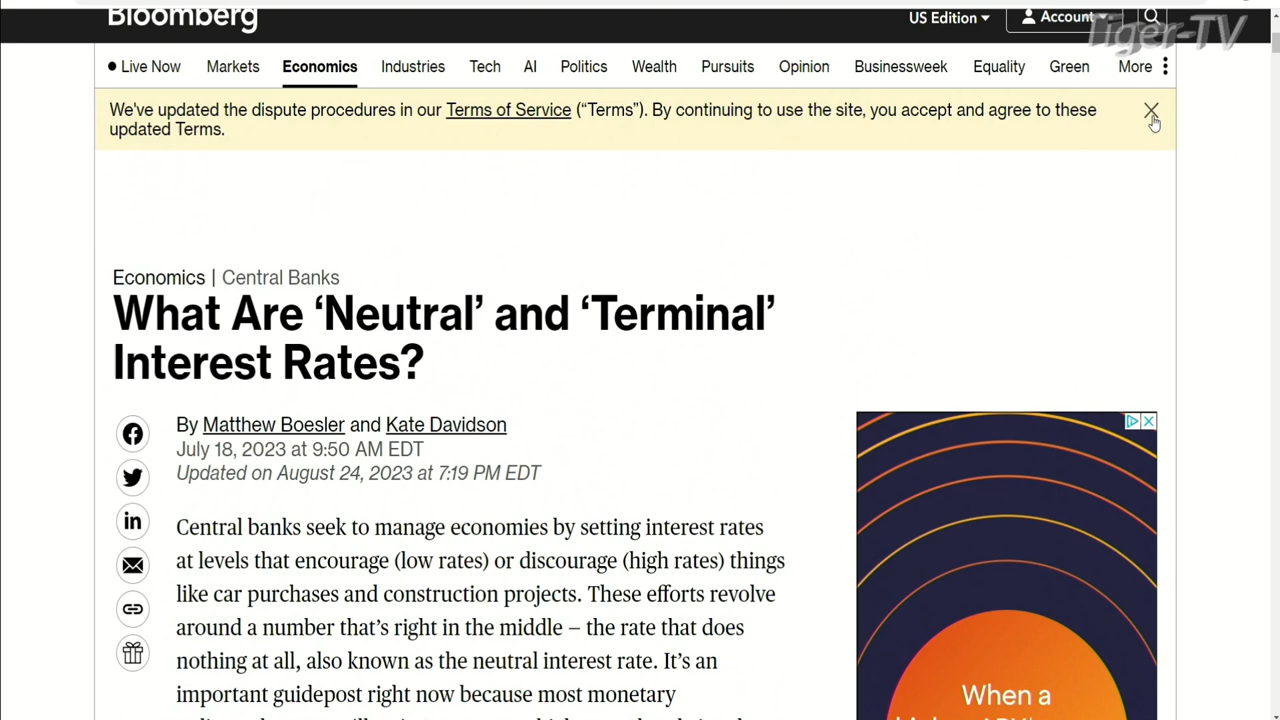 Bloomberg
US Edition
Account
Tiger-TV
Live Now Markets Economics Industries Tech AI Politics Wealth Pursuits Opinion Businessweek Equality Green More
We've updated the dispute procedures in our Terms of Service (“Terms”). By continuing to use the site, you accept and agree to these
updated Terms.
Economics | Central Banks
What Are ‘Neutral’ and ‘Terminal’
Interest Rates?
By Matthew Boesler and Kate Davidson
July 18, 2023 at 9:50 AM EDT
Updated on August 24, 2023 at 7:19 PM EDT
Central banks seek to manage economies by setting interest rates
at levels that encourage (low rates) or discourage (high rates) things
like car purchases and construction projects. These efforts revolve
around a number that’s right in the middle – the rate that does
nothing at all, also known as the neutral interest rate. It’s an
important guidepost right now because most monetary
When a